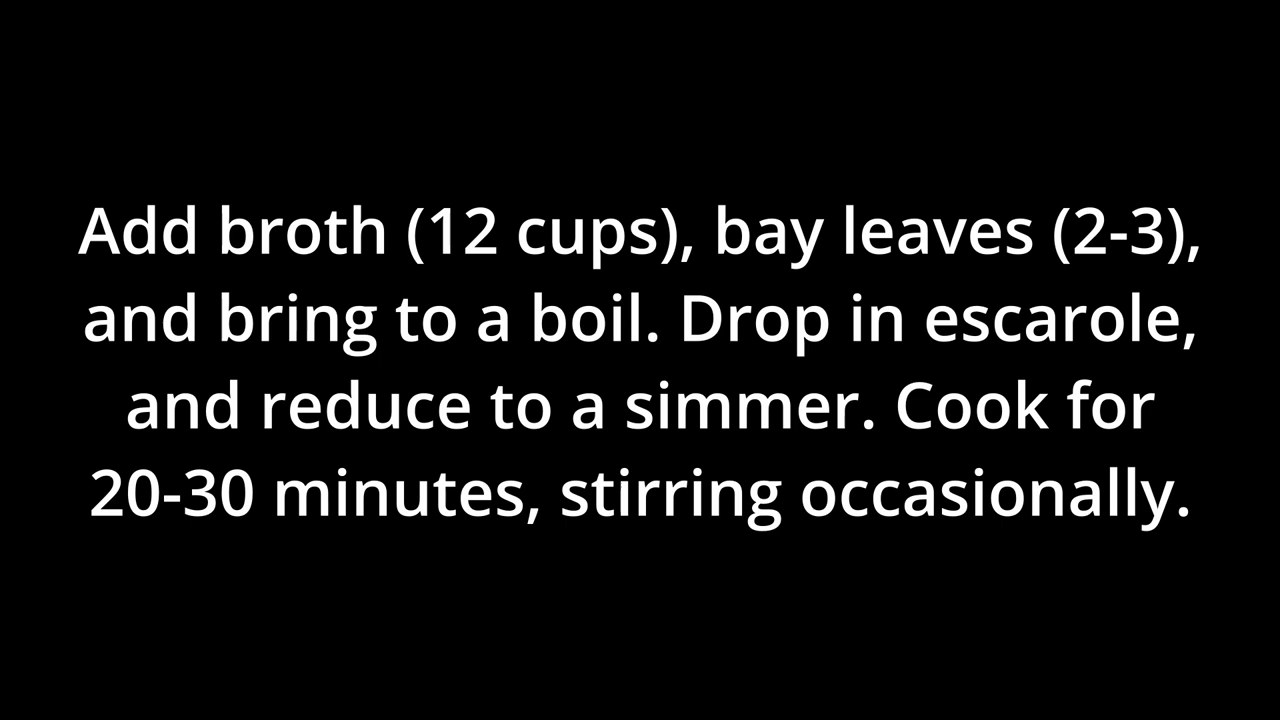 Add broth (12 cups), bay leaves (2-3),
and bring to a boil. Drop in escarole,
and reduce to a simmer. Cook for
20-30 minutes, stirring occasionally.